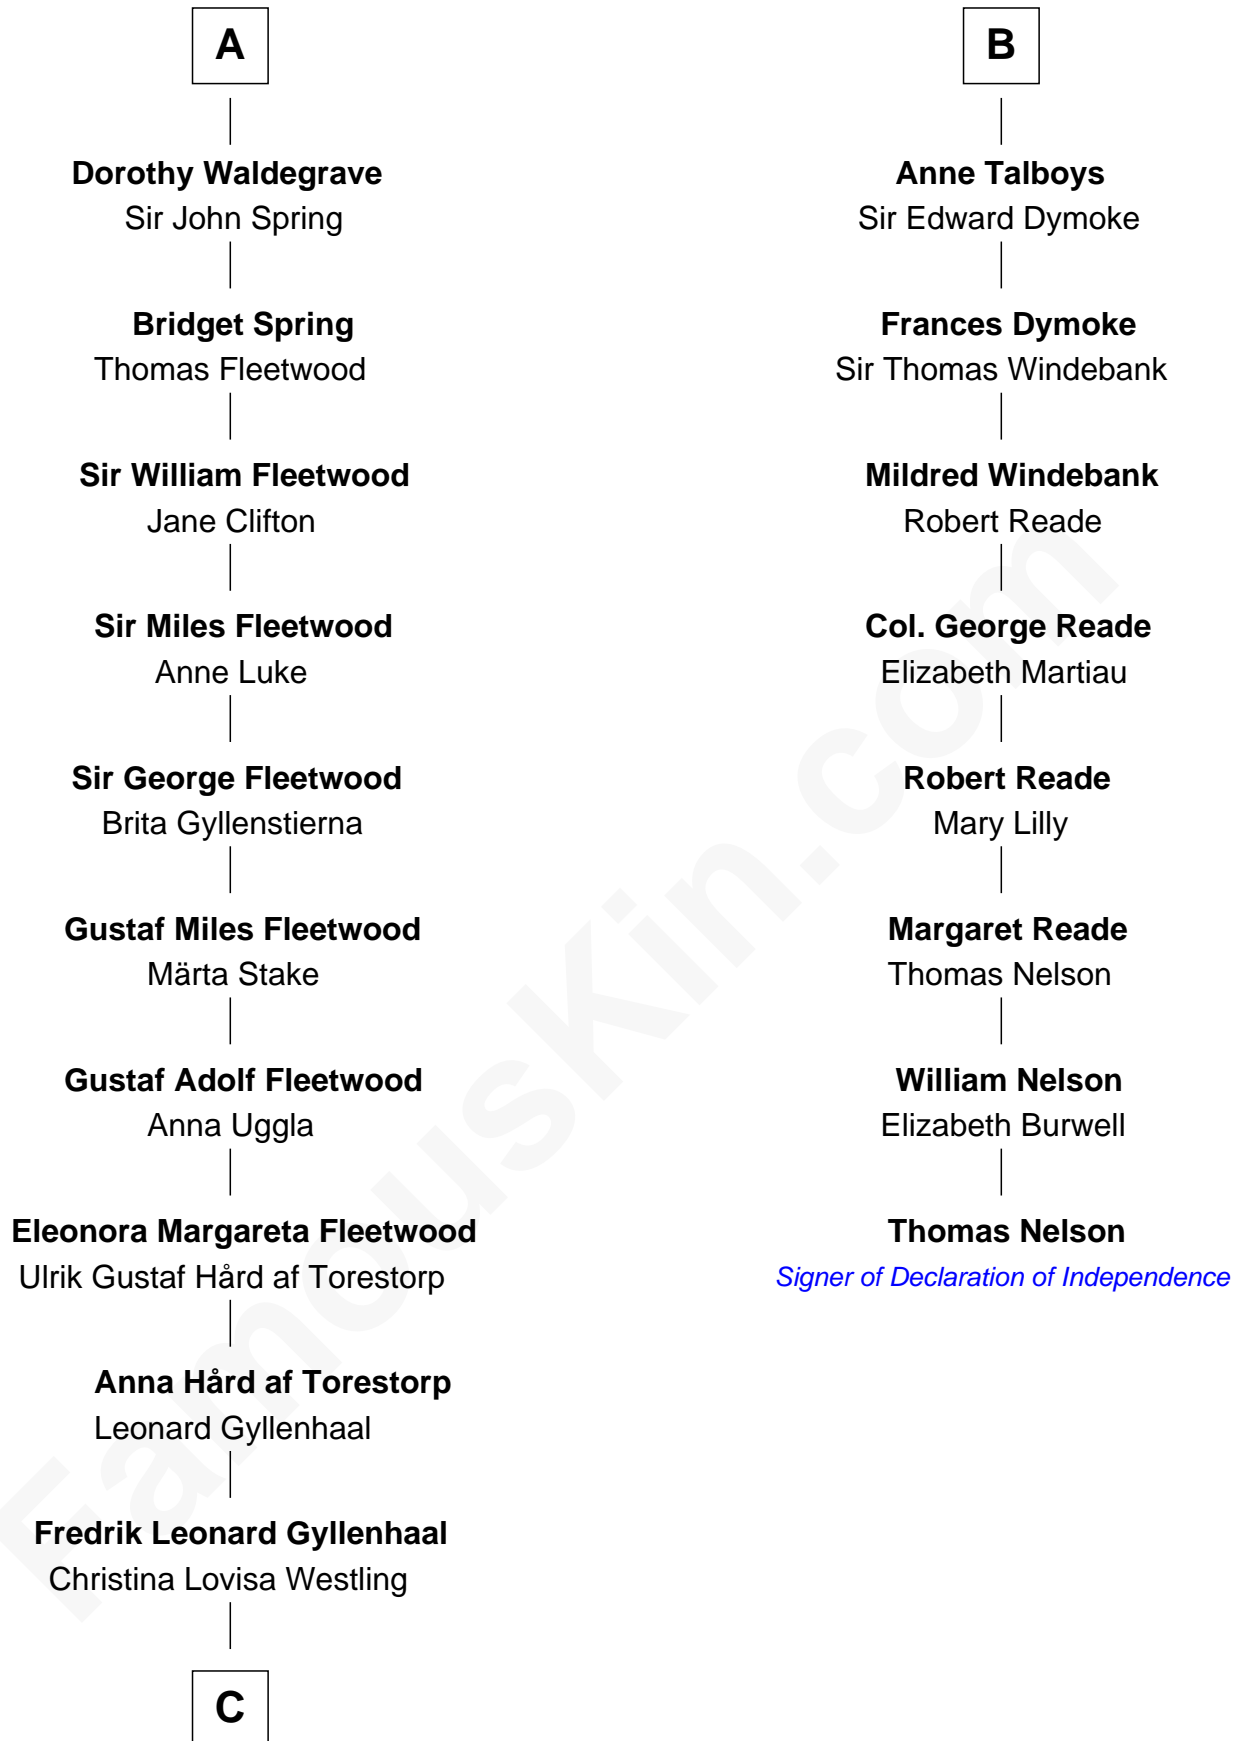 A
Dorothy Waldegrave
Sir John Spring
Bridget Spring
Thomas Fleetwood
Sir William Fleetwood
Jane Clifton
Sir Miles Fleetwood
Anne Luke
Sir George Fleetwood
Brita Gyllenstierna
Gustaf Miles Fleetwood
Märta Stake
Gustaf Adolf Fleetwood
Anna Uggla
Eleonora Margareta Fleetwood
Ulrik Gustaf Hård af Torestorp
Anna Hård af Torestorp
Leonard Gyllenhaal
Fredrik Leonard Gyllenhaal
Christina Lovisa Westling
C
B
Anne Talboys
Sir Edward Dymoke
Frances Dymoke
Sir Thomas Windebank
Mildred Windebank
Robert Reade
Col. George Reade
Elizabeth Martiau
Robert Reade
Mary Lilly
Margaret Reade
Thomas Nelson
William Nelson
Elizabeth Burwell
Thomas Nelson
Signer of Declaration of Independence
FamousKin.com